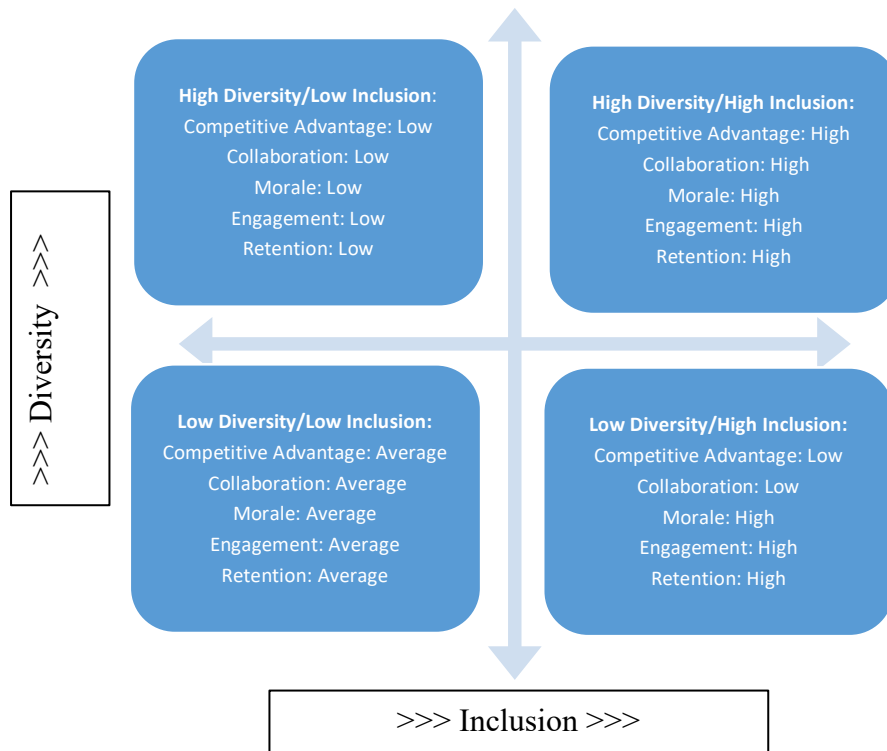 High Diversity/Low Inclusion:
Competitive Advantage: Low
Collaboration: Low
Morale: Low
Engagement: Low
Retention: Low
High Diversity/High Inclusion:
Competitive Advantage: High
Collaboration: High
Morale: High
Engagement: High
Retention: High
>>> Diversity >>>
Low Diversity/Low Inclusion:
Competitive Advantage: Average
Collaboration: Average
Morale: Average
Engagement: Average
Retention: Average
Low Diversity/High Inclusion:
Competitive Advantage: Low
Collaboration: Low
Morale: High
Engagement: High
Retention: High
>>> Inclusion >>>